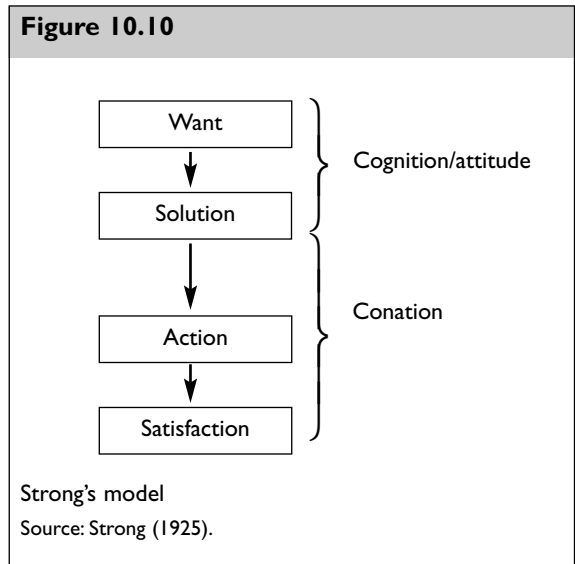 Figure 10.10
Want
Cognition/attitude
Solution
Conation
Action
Satisfaction
Strong's model
Source: Strong (1925).